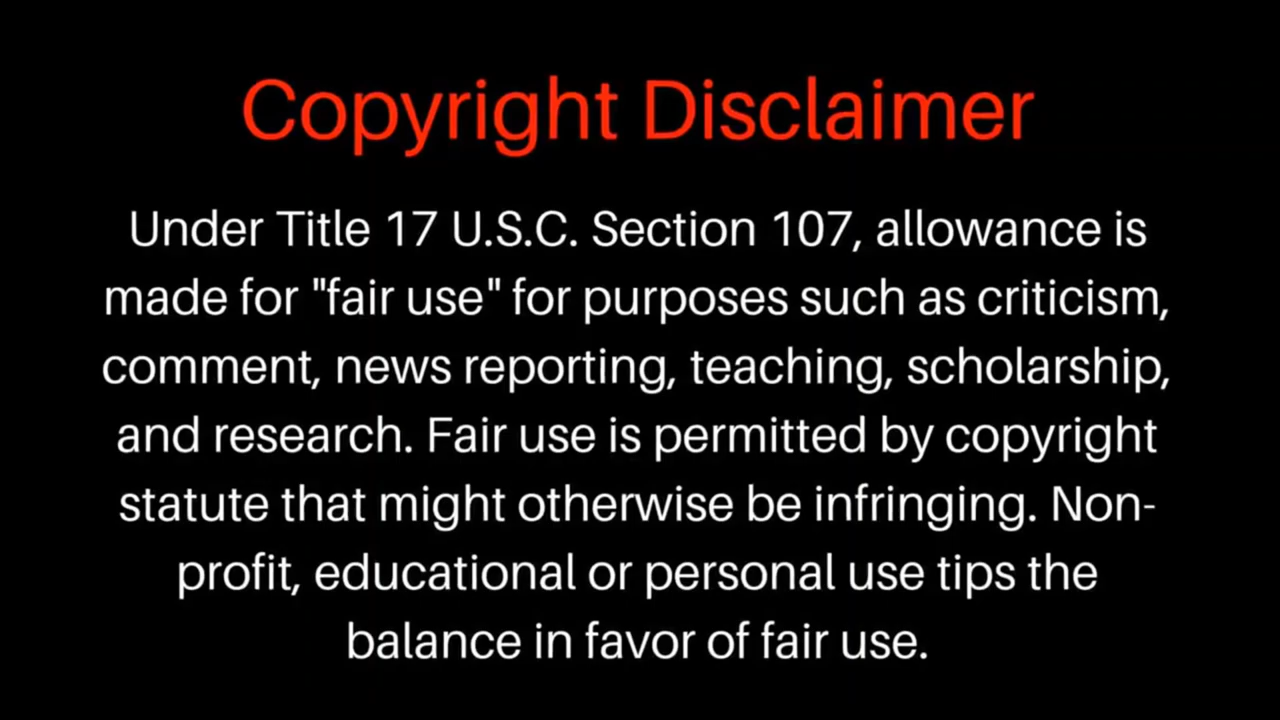 Copyright Disclaimer
Under Title 17 U.S.C. Section 107, allowance is
made for "fair use" for purposes such as criticism,
comment, news reporting, teaching, scholarship,
and research. Fair use is permitted by copyright
statute that might otherwise be infringing. Non-
profit, educational or personal use tips the
balance in favor of fair use.